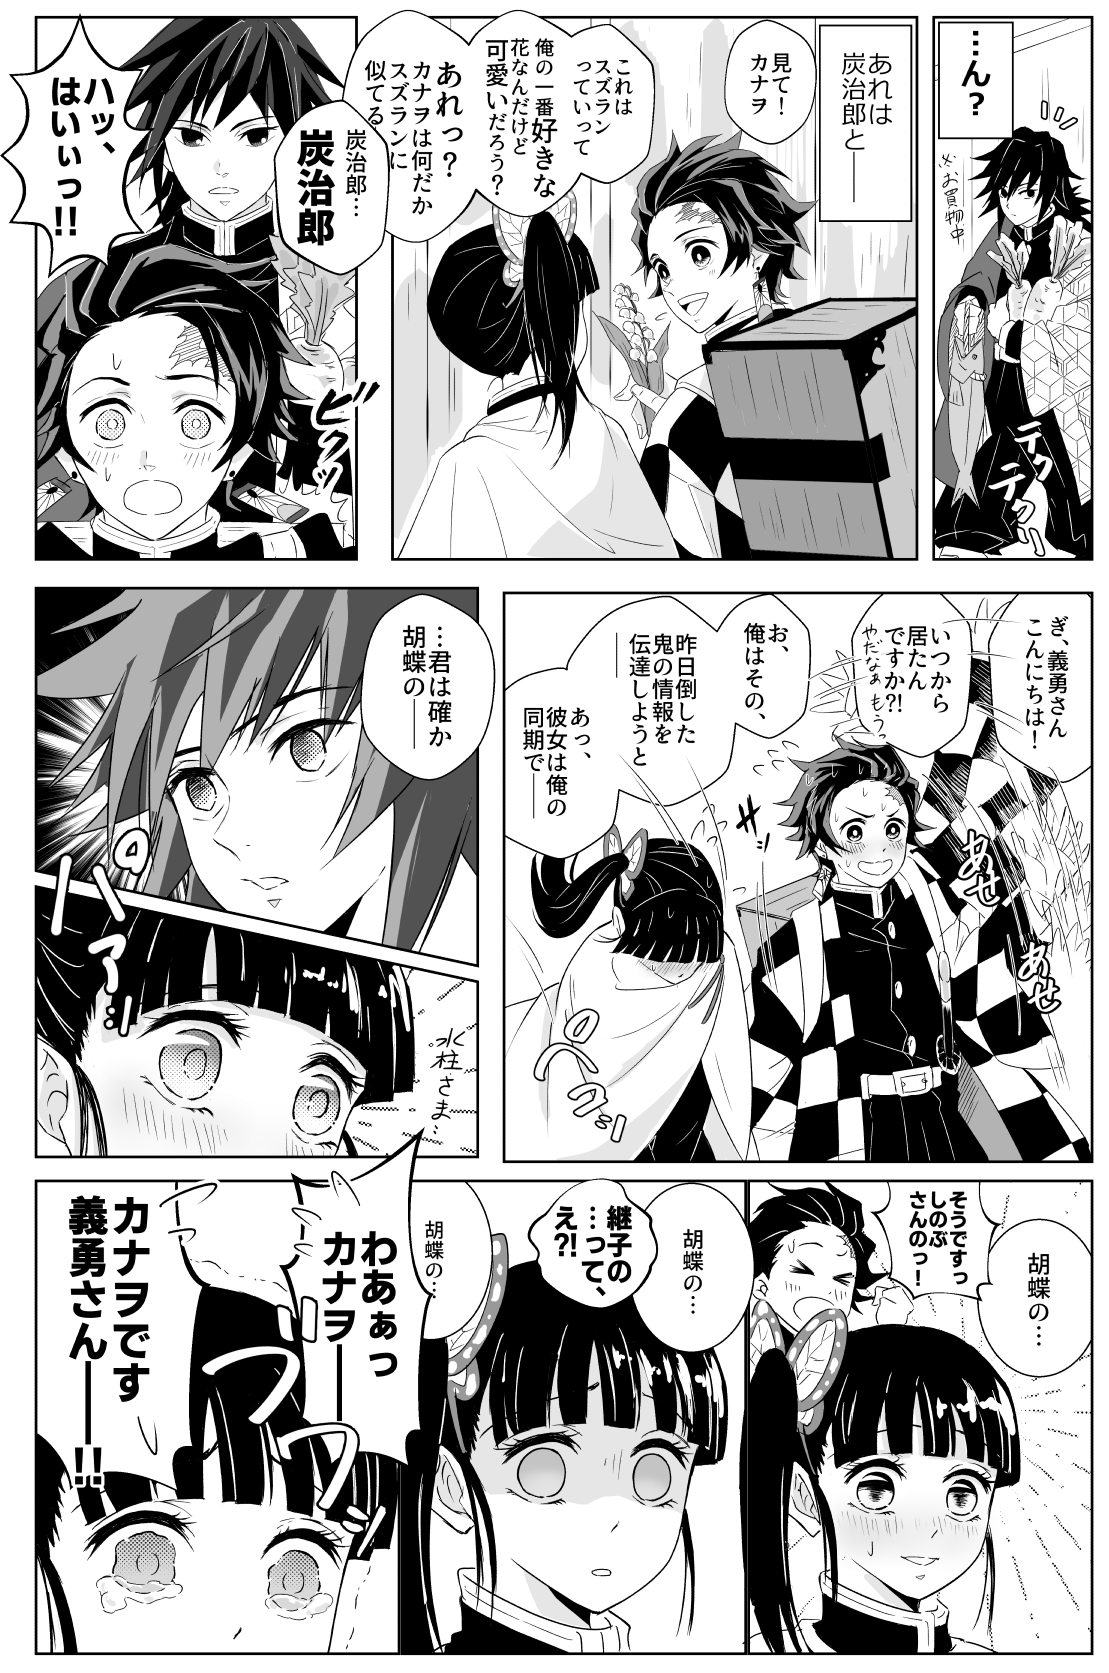 …ん?
※お買物中
テクテクリ
あれは
炭治郎と――
見て!
カナヲ
これは
スズラン
っていって
俺の一番好きな
花なんだけど
可愛いだろう?
あれっ?
カナヲは何だか
スズランに
似てる
炭治郎…
炭治郎
ハッ、
はいぃっ!!
ビクッ
ぎ、義勇さん
こんにちは!
いつから
居たん
ですか?!
やだなぁもう
お、
俺はその、
昨日倒した
鬼の情報を
伝達しようと
――
あっ、
彼女は俺の
同期で――
あせ
あせ
ペコッ
…君は確か
胡蝶の――
パアァ…!
水柱さま…
胡蝶の…
そうですっ
しのぶ
さんのっ!
胡蝶の…
継子の
…って、
え?!
胡蝶の…
わあぁっ
カナヲ――
カナヲです
義勇さん――!!
フラッ